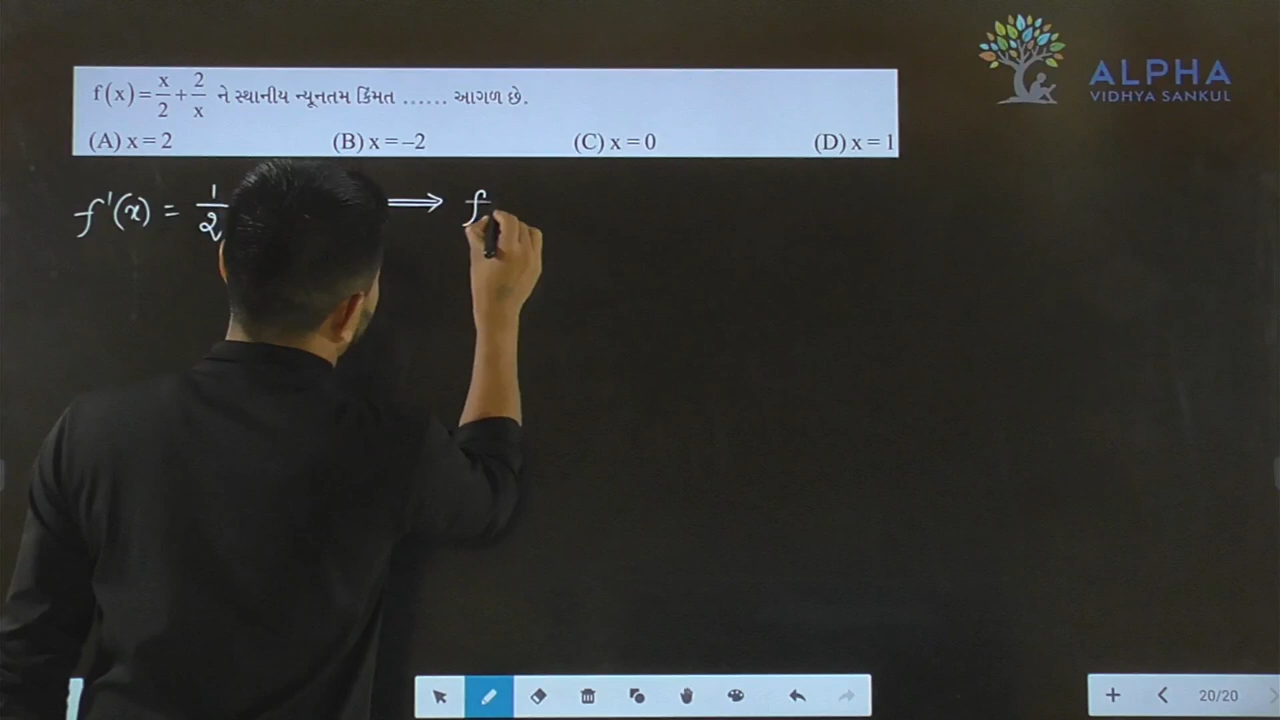 ALPHA
VIDHYA SANKUL
f(x)=x/2+2/x ને સ્થાનીય ન્યૂનતમ કિંમત ...... આગળ છે.
(A) x = 2 (B) x = –2 (C) x = 0 (D) x = 1
f'(x) = 1/2 ⟹ f
20/20